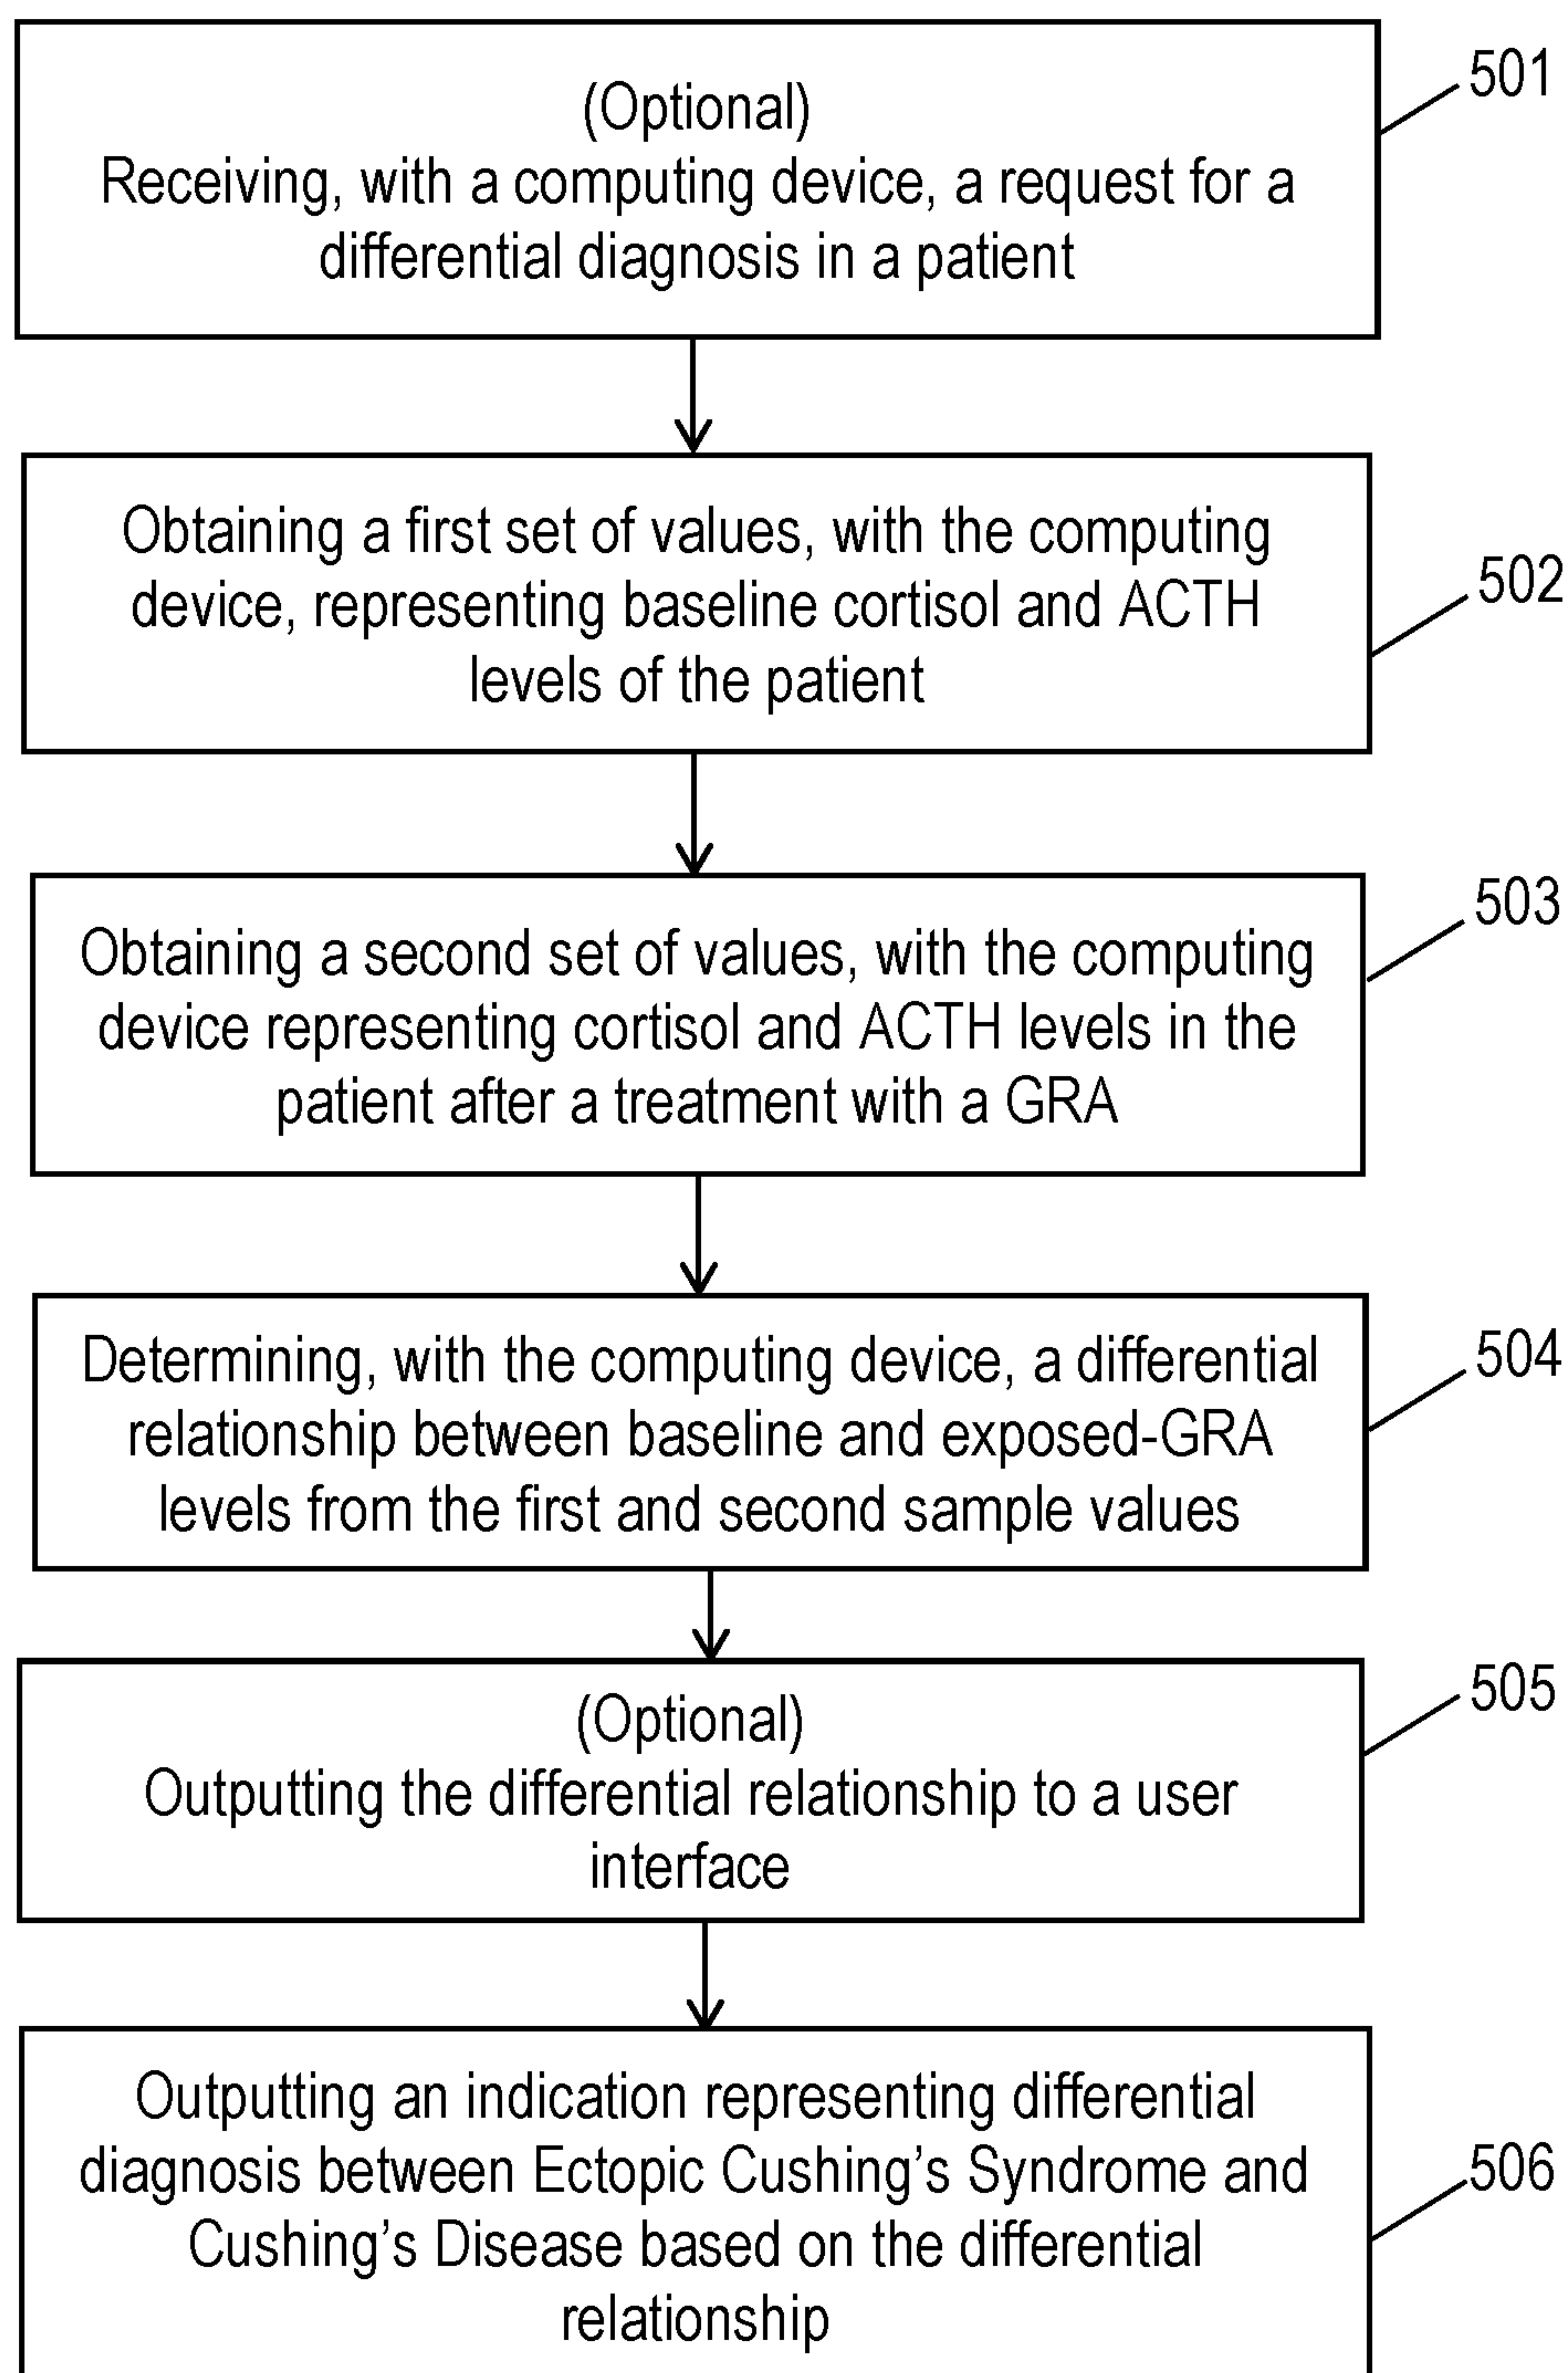 (Optional)
Receiving, with a computing device, a request for a
differential diagnosis in a patient
501
Obtaining a first set of values, with the computing
device, representing baseline cortisol and ACTH
levels of the patient
502
Obtaining a second set of values, with the computing
device representing cortisol and ACTH levels in the
patient after a treatment with a GRA
503
Determining, with the computing device, a differential
relationship between baseline and exposed-GRA
levels from the first and second sample values
504
(Optional)
Outputting the differential relationship to a user
interface
505
Outputting an indication representing differential
diagnosis between Ectopic Cushing's Syndrome and
Cushing's Disease based on the differential
relationship
506